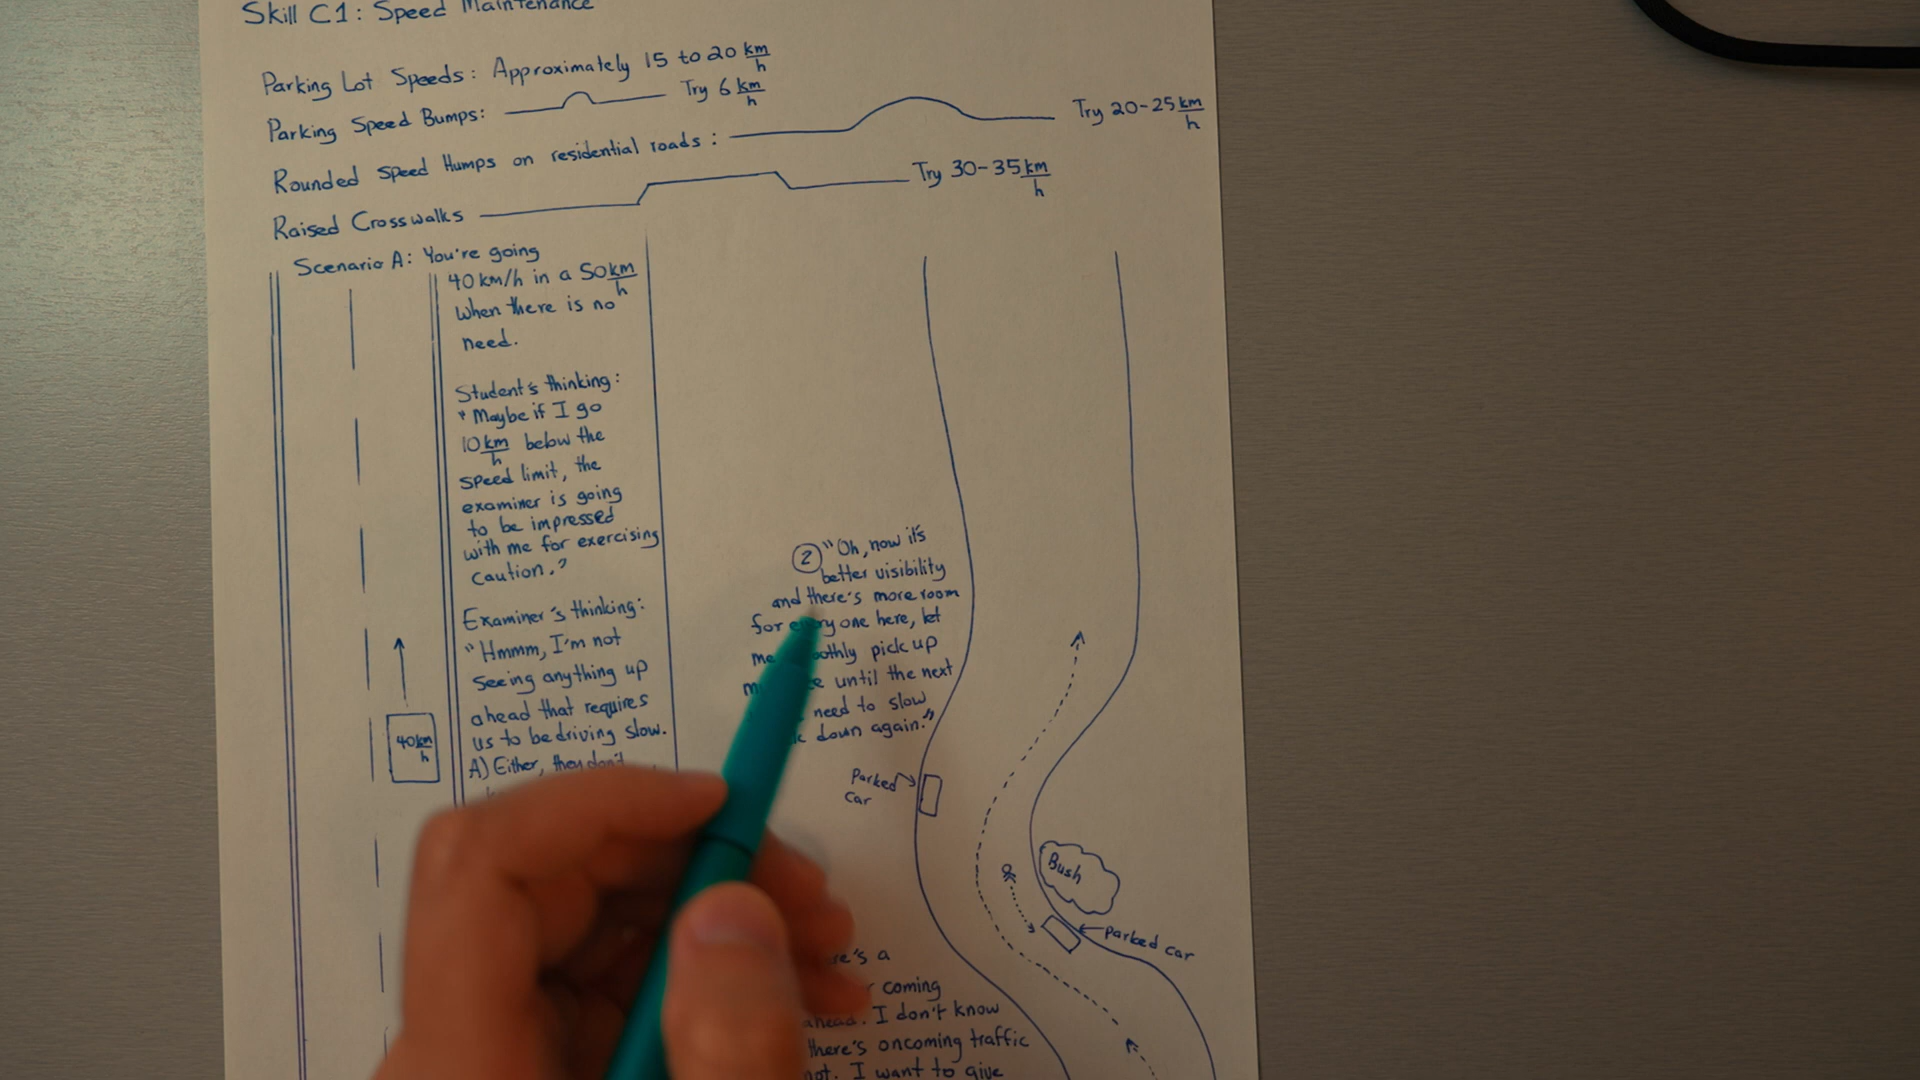 Skill C1: Speed Maintenance
Parking Lot Speeds: Approximately 15 to 20 km/h
Parking Speed Bumps: Try 6 km/h
Rounded Speed Humps on residential roads: Try 20-25 km/h
Raised Crosswalks Try 30-35 km/h
Scenario A: You're going
40 km/h in a 50 km/h
when there is no
need.
Student's thinking:
"Maybe if I go
10 km/h below the
speed limit, the
examiner is going
to be impressed
with me for exercising
caution."
Examiner's thinking:
"Hmmm, I'm not
seeing anything up
ahead that requires
us to be driving slow.
A) Either, they don't
40 km/h
2 "Oh, now it's
better visibility
and there's more room
for everyone here, let
pick up
until the next
need to slow
down again."
Parked
car
Bush
parked car
a
coming
ahead. I don't know
there's oncoming traffic
not. I want to give